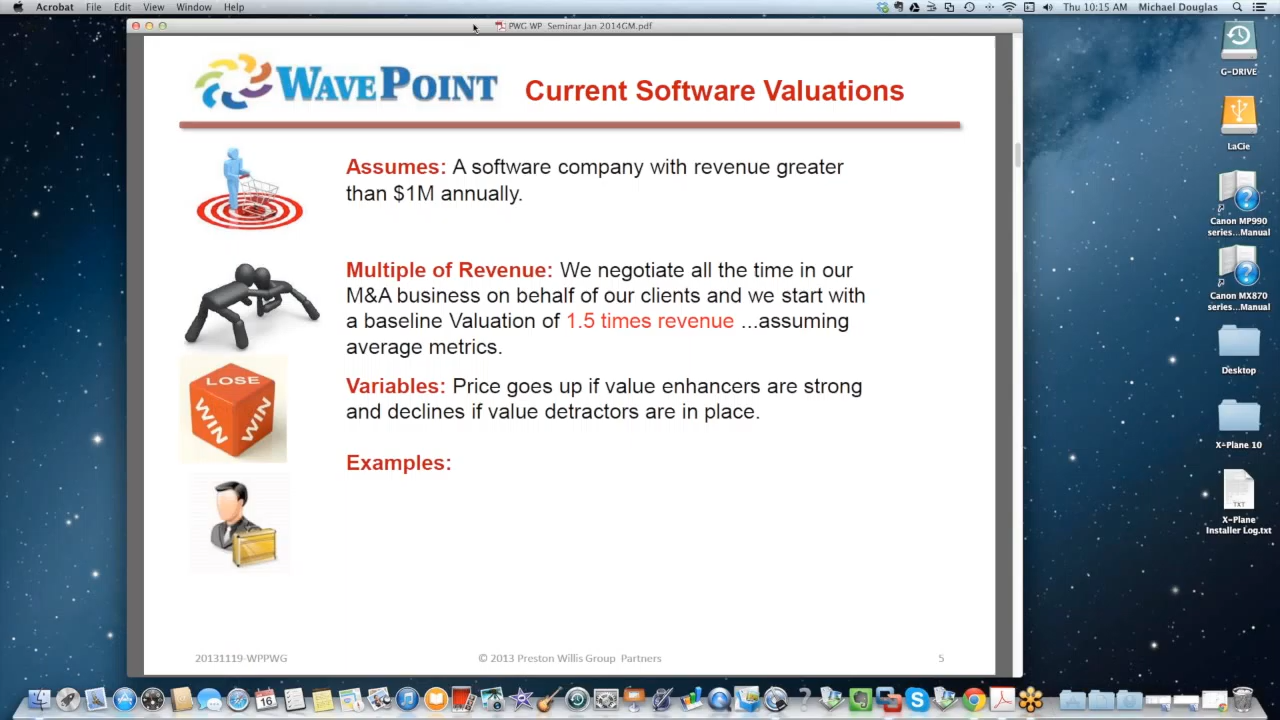 Acrobat File Edit View Window Help
Thu 10:15 AM Michael Douglas
PWG WP Seminar Jan 2014GM.pdf
WAVEPOINT
Current Software Valuations
Assumes: A software company with revenue greater
than $1M annually.
Multiple of Revenue: We negotiate all the time in our
M&A business on behalf of our clients and we start with
a baseline Valuation of 1.5 times revenue ...assuming
average metrics.
LOSE
WIN
WIN
Variables: Price goes up if value enhancers are strong
and declines if value detractors are in place.
Examples:
20131119-WPPWG
© 2013 Preston Willis Group Partners
5
G-DRIVE
LaCie
Canon MP990
series...Manual
Canon MX870
series...Manual
Desktop
X-Plane 10
TXT
X-Plane
Installer Log.txt
16